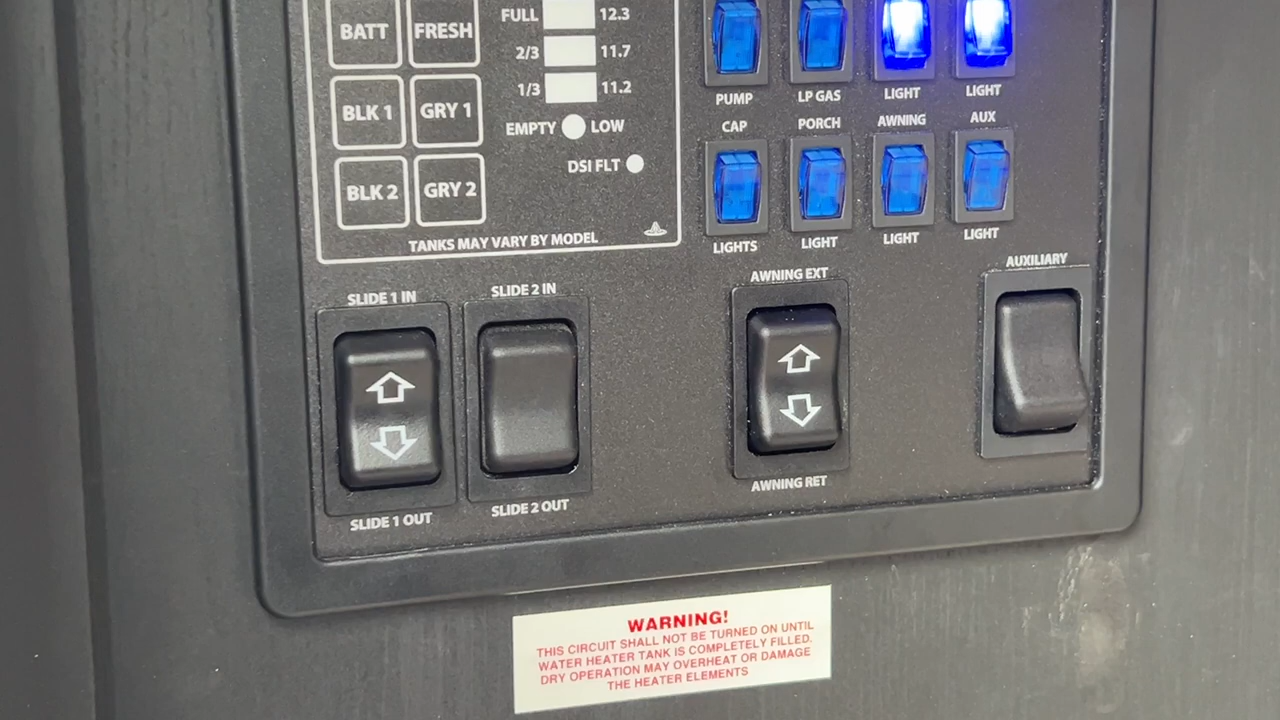 BATT FRESH
FULL 12.3
2/3 11.7
1/3 11.2
BLK 1 GRY 1
EMPTY LOW
DSI FLT
BLK 2 GRY 2
TANKS MAY VARY BY MODEL
PUMP LP GAS LIGHT LIGHT
CAP PORCH AWNING AUX
LIGHTS LIGHT LIGHT LIGHT
SLIDE 1 IN SLIDE 2 IN AWNING EXT AUXILIARY
SLIDE 1 OUT SLIDE 2 OUT AWNING RET
WARNING!
THIS CIRCUIT SHALL NOT BE TURNED ON UNTIL
WATER HEATER TANK IS COMPLETELY FILLED.
DRY OPERATION MAY OVERHEAT OR DAMAGE
THE HEATER ELEMENTS